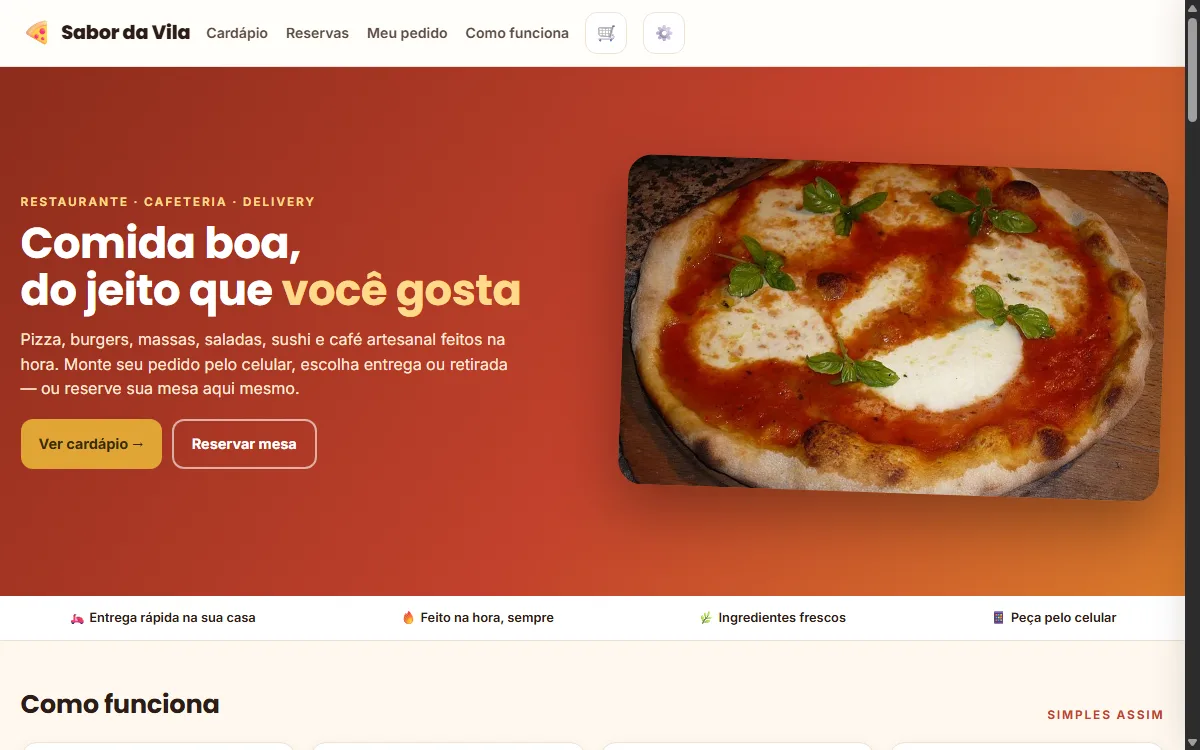 Sabor da Vila
Cardápio
Reservas
Meu pedido
Como funciona
RESTAURANTE · CAFETERIA · DELIVERY
Comida boa,
do jeito que você gosta
Pizza, burgers, massas, saladas, sushi e café artesanal feitos na
hora. Monte seu pedido pelo celular, escolha entrega ou retirada
— ou reserve sua mesa aqui mesmo.
Ver cardápio →
Reservar mesa
Entrega rápida na sua casa
Feito na hora, sempre
Ingredientes frescos
Peça pelo celular
Como funciona
SIMPLES ASSIM